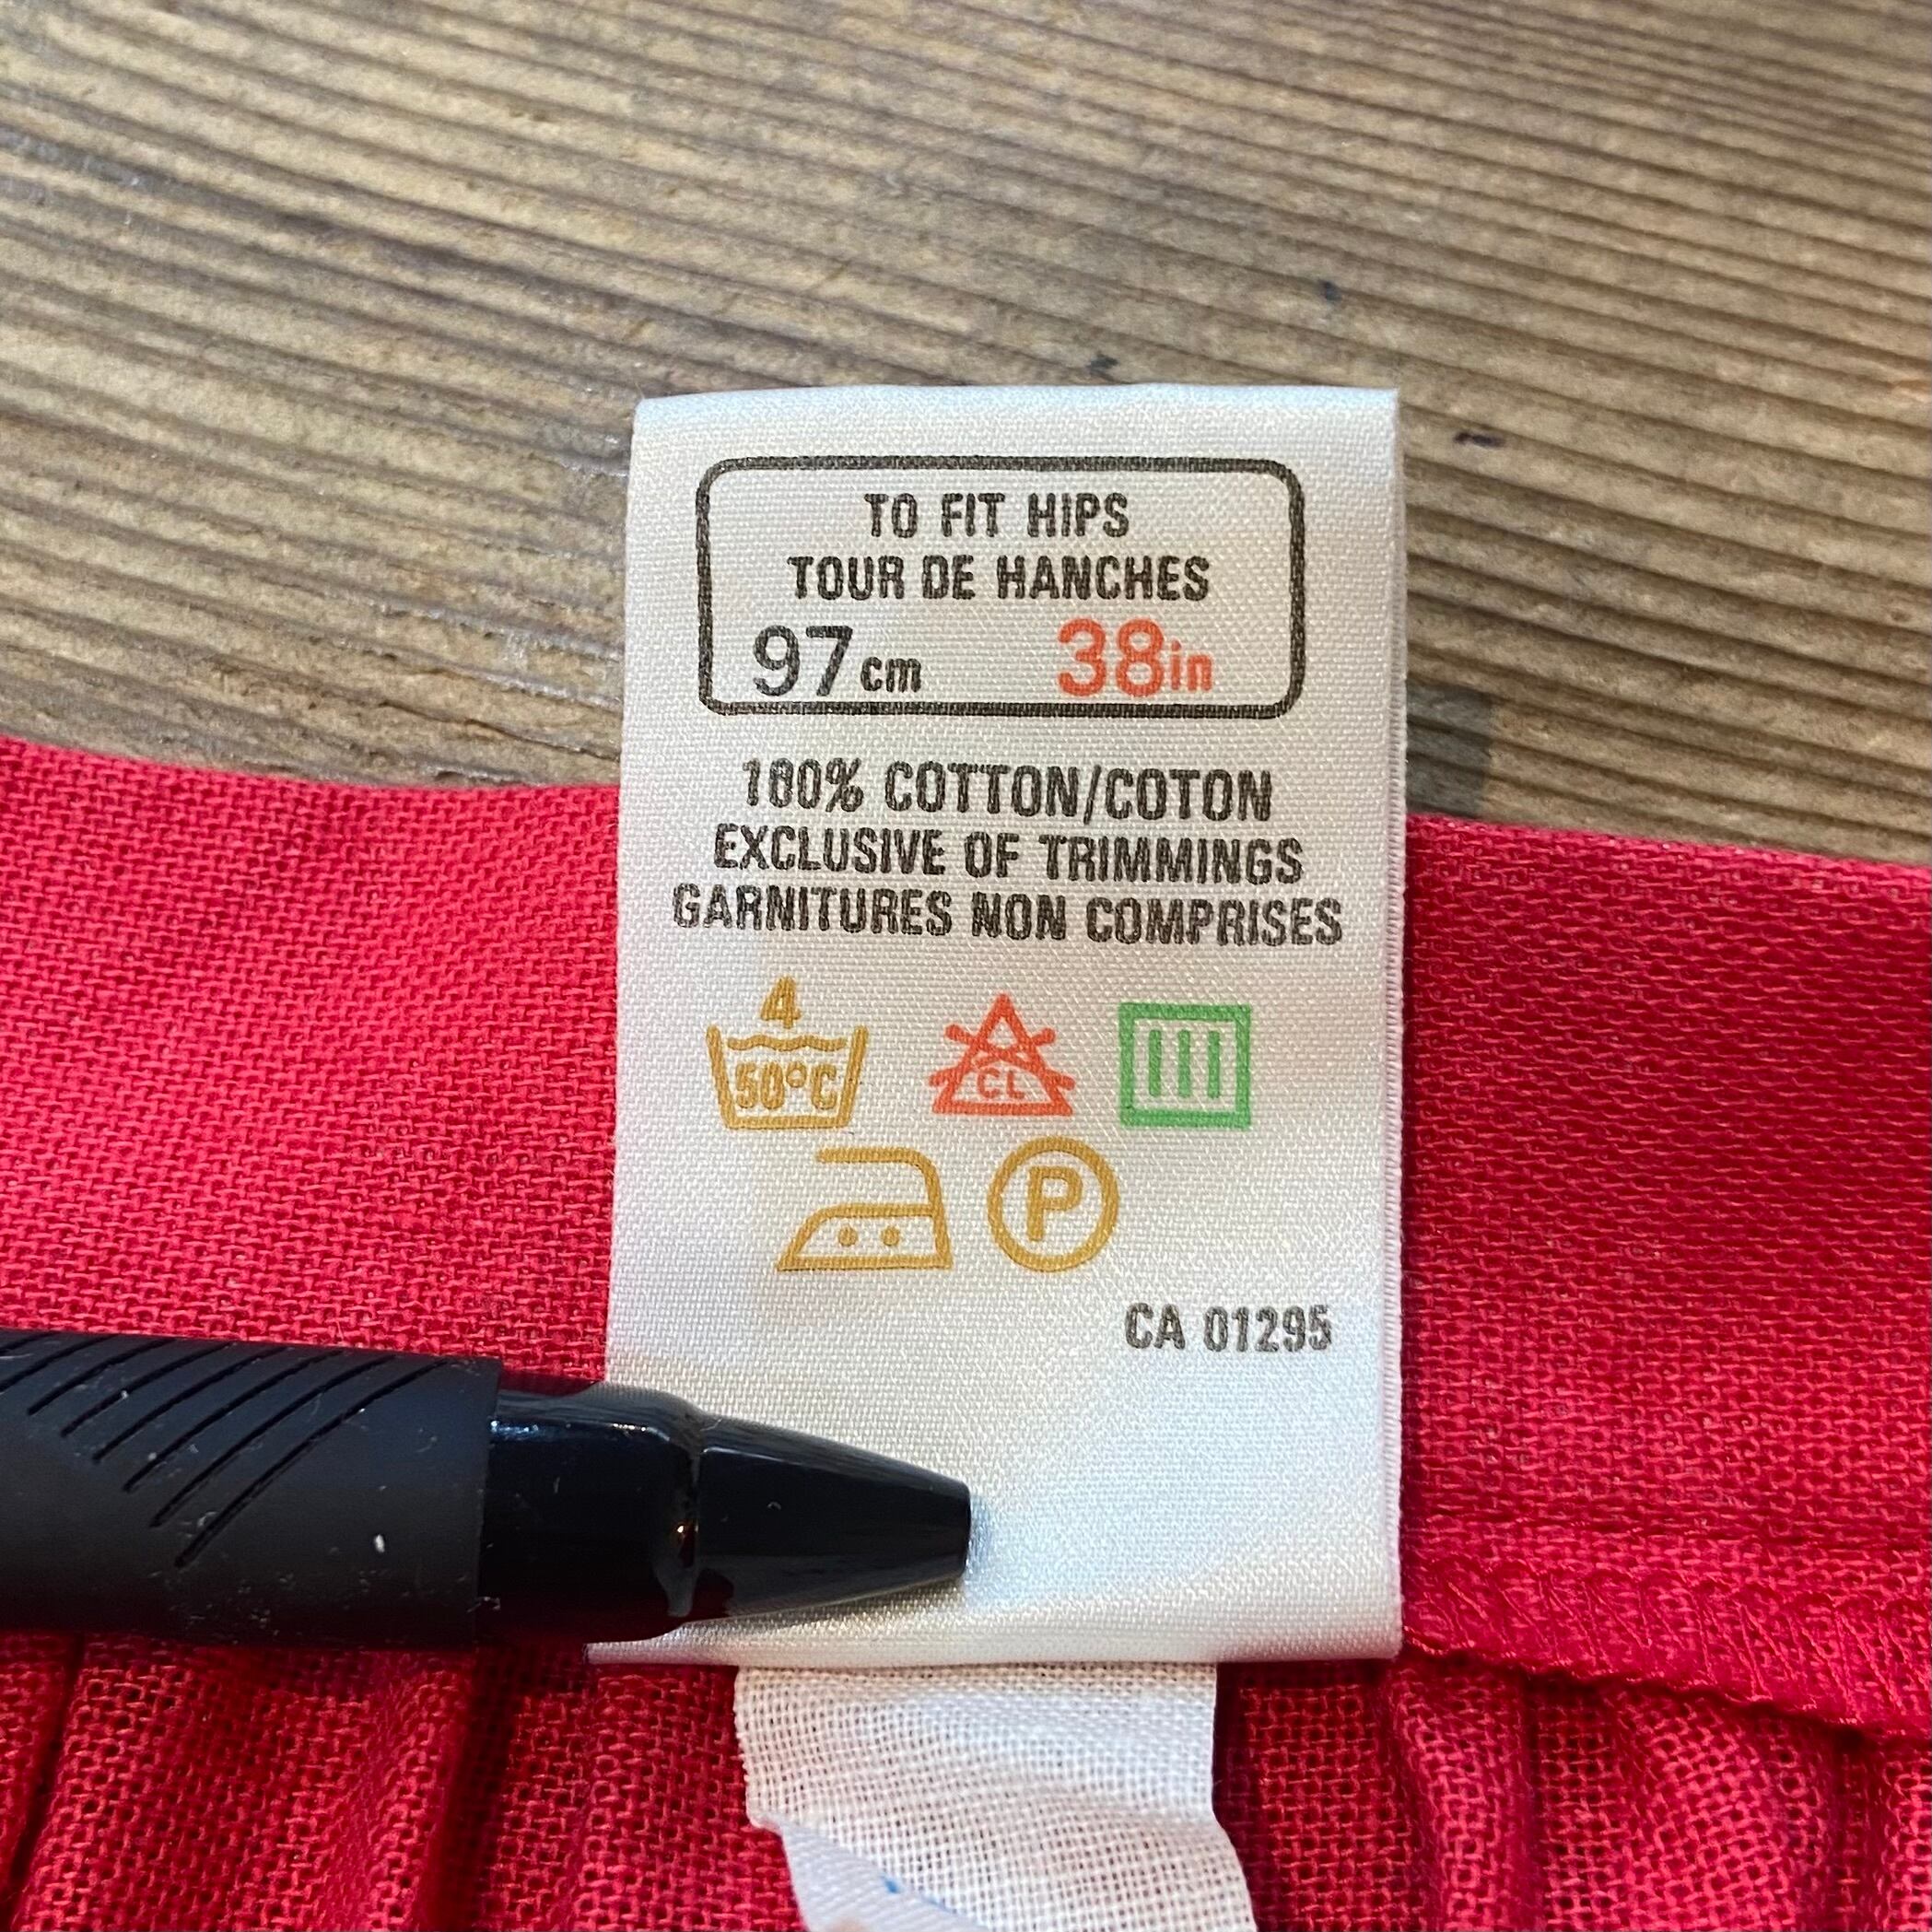 TO FIT HIPS
TOUR DE HANCHES
97cm 38in
100% COTTON/COTON
EXCLUSIVE OF TRIMMINGS
GARNITURES NON COMPRISES
4
50°C CL
P
CA 01295